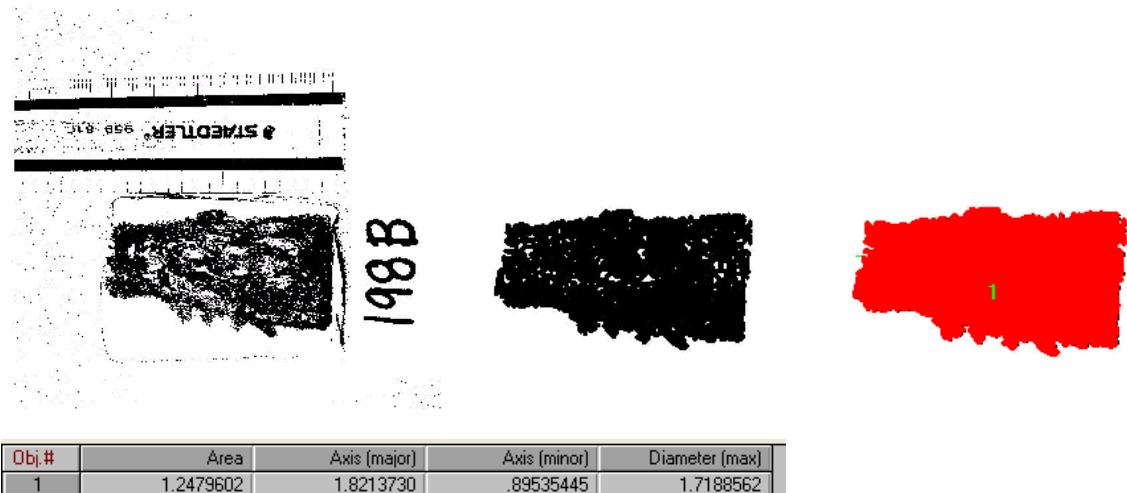 STAEDTLER®
198B
1
Obj.# Area Axis (major) Axis (minor) Diameter (max)
1 1.2479602 1.8213730 .89535445 1.7188562